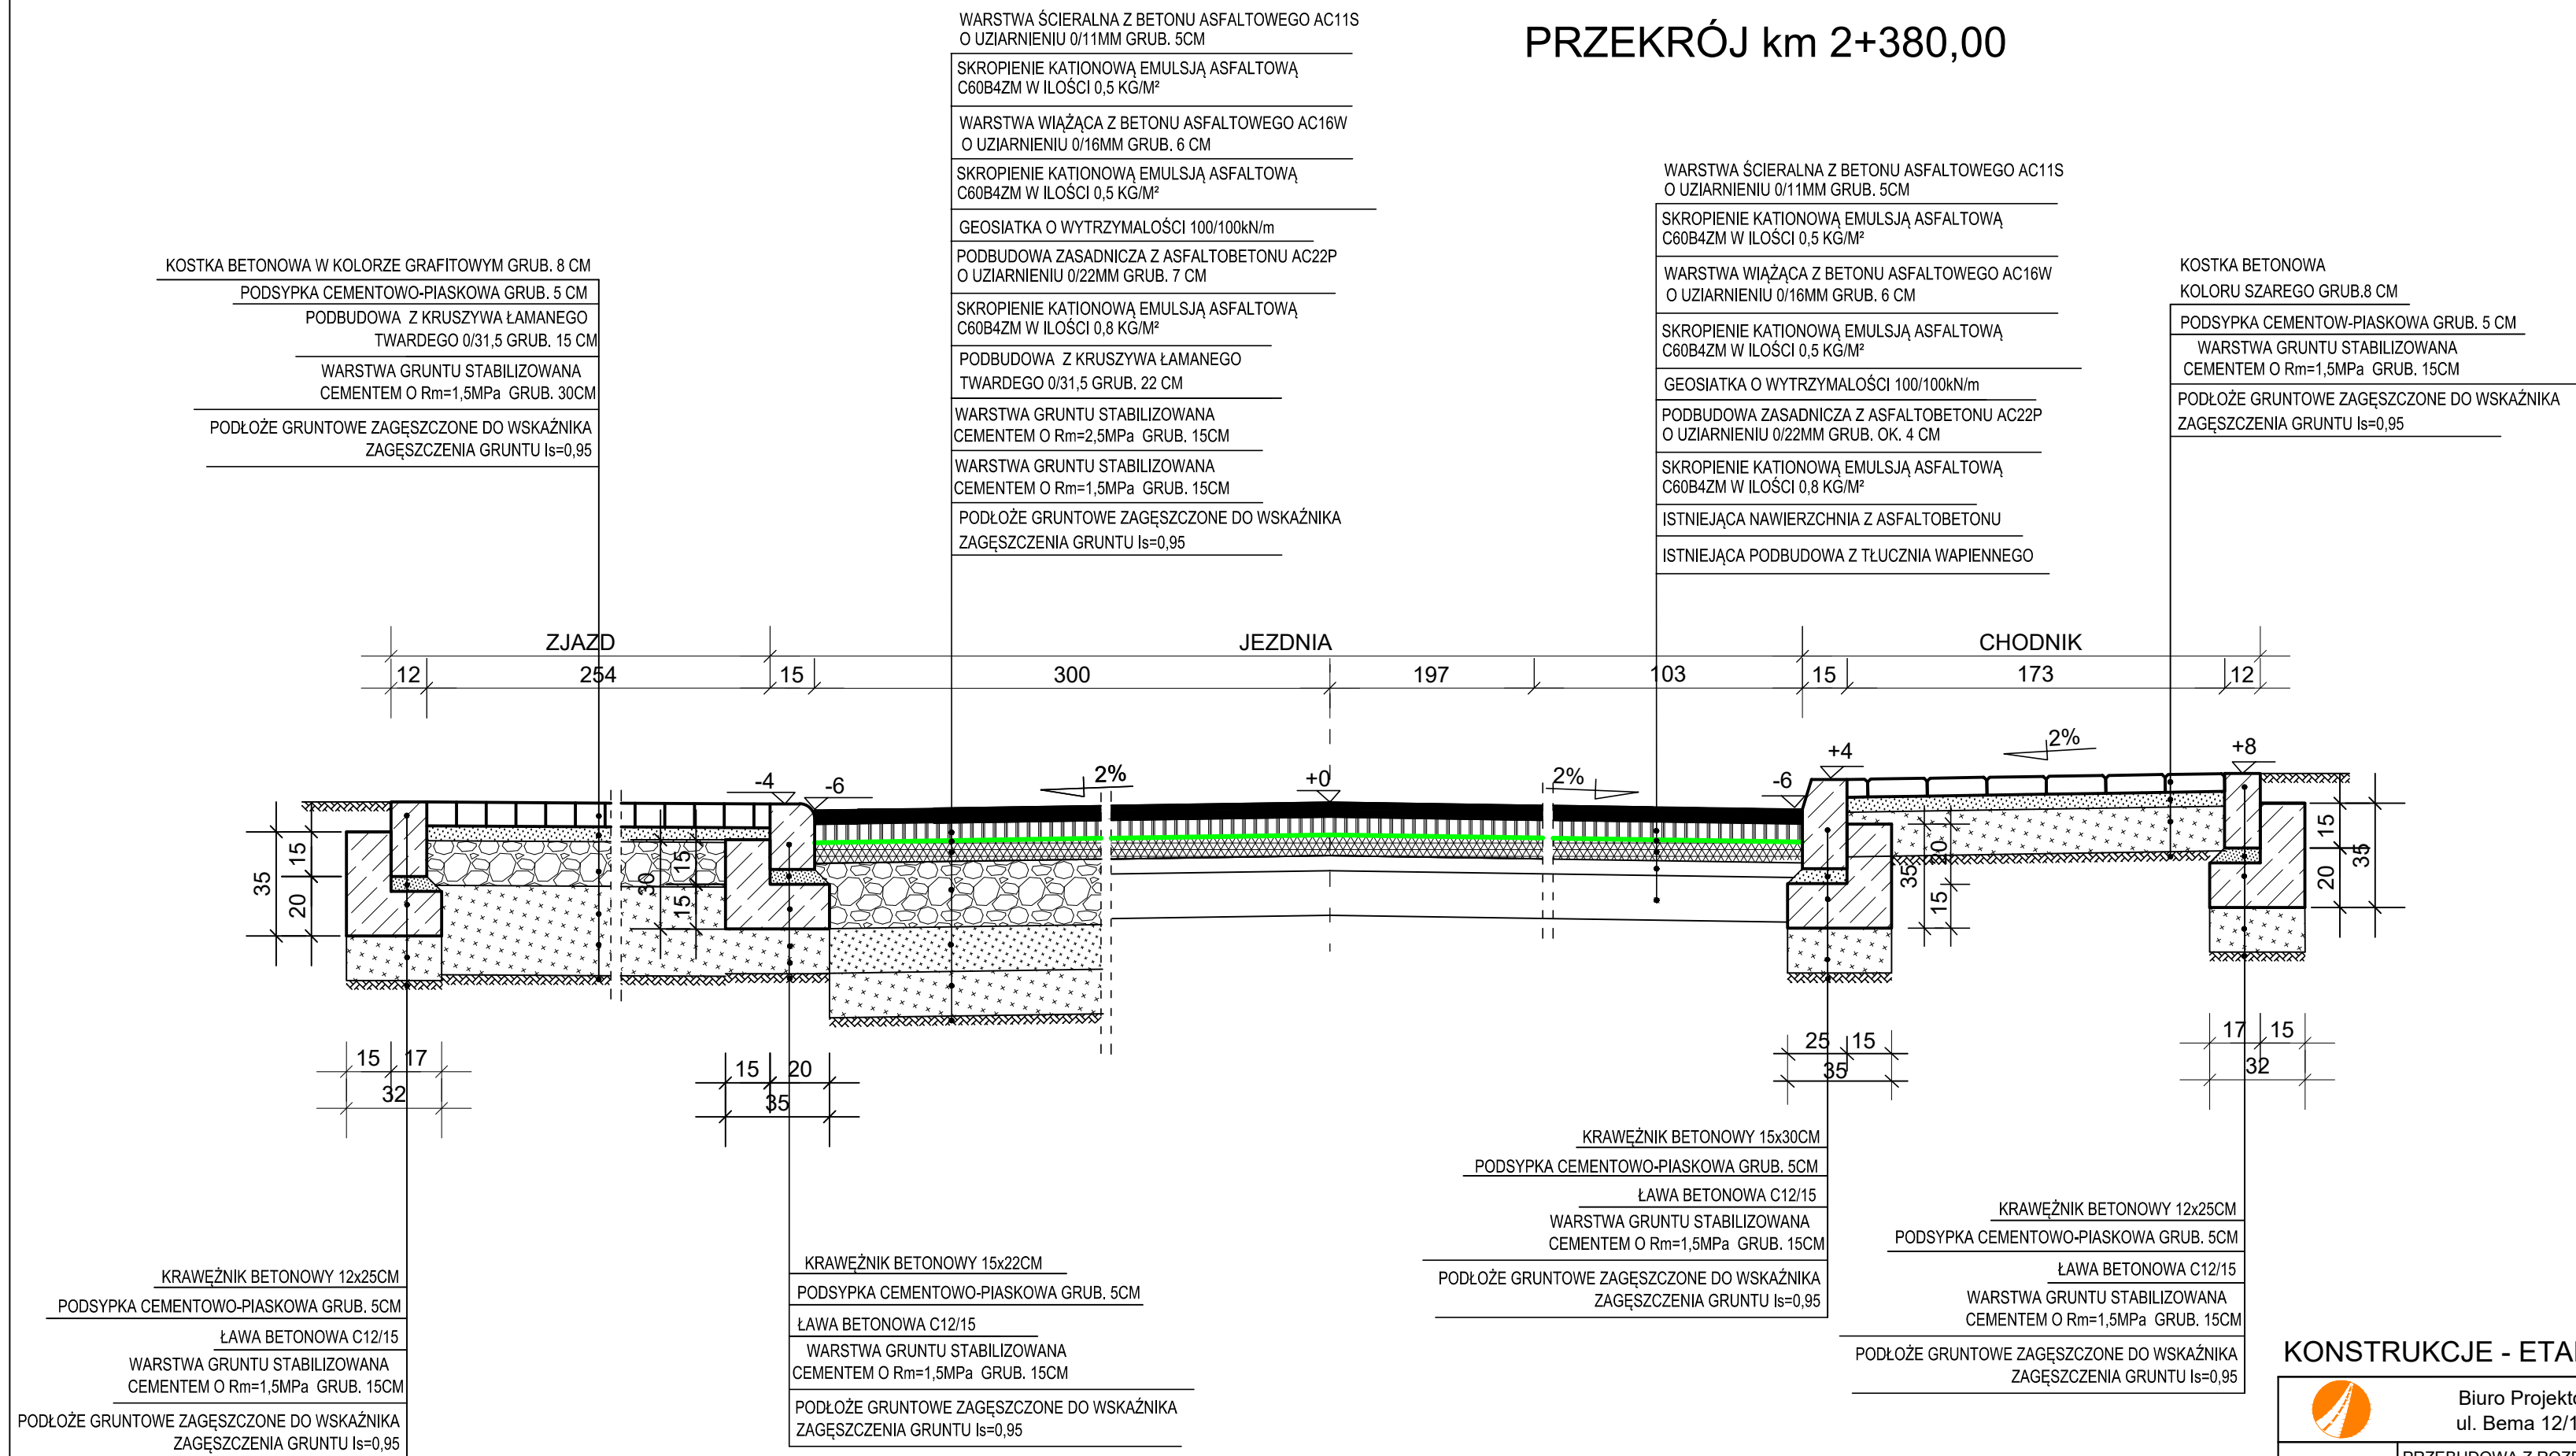 PRZEKRÓJ km 2+380,00
WARSTWA ŚCIERALNA Z BETONU ASFALTOWEGO AC11S
O UZIARNIENIU 0/11MM GRUB. 5CM
SKROPIENIE KATIONOWĄ EMULSJĄ ASFALTOWĄ
C60B4ZM W ILOŚCI 0,5 KG/M²
WARSTWA WIĄŻĄCA Z BETONU ASFALTOWEGO AC16W
O UZIARNIENIU 0/16MM GRUB. 6 CM
SKROPIENIE KATIONOWĄ EMULSJĄ ASFALTOWĄ
C60B4ZM W ILOŚCI 0,5 KG/M²
GEOSIATKA O WYTRZYMALOŚCI 100/100kN/m
PODBUDOWA ZASADNICZA Z ASFALTOBETONU AC22P
O UZIARNIENIU 0/22MM GRUB. 7 CM
SKROPIENIE KATIONOWĄ EMULSJĄ ASFALTOWĄ
C60B4ZM W ILOŚCI 0,8 KG/M²
PODBUDOWA Z KRUSZYWA ŁAMANEGO
TWARDEGO 0/31,5 GRUB. 22 CM
WARSTWA GRUNTU STABILIZOWANA
CEMENTEM O Rm=2,5MPa GRUB. 15CM
WARSTWA GRUNTU STABILIZOWANA
CEMENTEM O Rm=1,5MPa GRUB. 15CM
PODŁOŻE GRUNTOWE ZAGĘSZCZONE DO WSKAŹNIKA
ZAGĘSZCZENIA GRUNTU Is=0,95
KOSTKA BETONOWA W KOLORZE GRAFITOWYM GRUB. 8 CM
PODSYPKA CEMENTOWO-PIASKOWA GRUB. 5 CM
PODBUDOWA Z KRUSZYWA ŁAMANEGO
TWARDEGO 0/31,5 GRUB. 15 CM
WARSTWA GRUNTU STABILIZOWANA
CEMENTEM O Rm=1,5MPa GRUB. 30CM
PODŁOŻE GRUNTOWE ZAGĘSZCZONE DO WSKAŹNIKA
ZAGĘSZCZENIA GRUNTU Is=0,95
WARSTWA ŚCIERALNA Z BETONU ASFALTOWEGO AC11S
O UZIARNIENIU 0/11MM GRUB. 5CM
SKROPIENIE KATIONOWĄ EMULSJĄ ASFALTOWĄ
C60B4ZM W ILOŚCI 0,5 KG/M²
WARSTWA WIĄŻĄCA Z BETONU ASFALTOWEGO AC16W
O UZIARNIENIU 0/16MM GRUB. 6 CM
SKROPIENIE KATIONOWĄ EMULSJĄ ASFALTOWĄ
C60B4ZM W ILOŚCI 0,5 KG/M²
GEOSIATKA O WYTRZYMALOŚCI 100/100kN/m
PODBUDOWA ZASADNICZA Z ASFALTOBETONU AC22P
O UZIARNIENIU 0/22MM GRUB. OK. 4 CM
SKROPIENIE KATIONOWĄ EMULSJĄ ASFALTOWĄ
C60B4ZM W ILOŚCI 0,8 KG/M²
ISTNIEJĄCA NAWIERZCHNIA Z ASFALTOBETONU
ISTNIEJĄCA PODBUDOWA Z TŁUCZNIA WAPIENNEGO
KOSTKA BETONOWA
KOLORU SZAREGO GRUB.8 CM
PODSYPKA CEMENTOW-PIASKOWA GRUB. 5 CM
WARSTWA GRUNTU STABILIZOWANA
CEMENTEM O Rm=1,5MPa GRUB. 15CM
PODŁOŻE GRUNTOWE ZAGĘSZCZONE DO WSKAŹNIKA
ZAGĘSZCZENIA GRUNTU Is=0,95
ZJAZD JEZDNIA CHODNIK
12 254 15 300 197 103 15 173 12
-4 -6 2% +0 2% -6 +4 2% +8
35 15 20
30 15 15
35 20 15
15 20 35
15 17
32
15 20
35
25 15
35
17 15
32
KRAWĘŻNIK BETONOWY 12x25CM
PODSYPKA CEMENTOWO-PIASKOWA GRUB. 5CM
ŁAWA BETONOWA C12/15
WARSTWA GRUNTU STABILIZOWANA
CEMENTEM O Rm=1,5MPa GRUB. 15CM
PODŁOŻE GRUNTOWE ZAGĘSZCZONE DO WSKAŹNIKA
ZAGĘSZCZENIA GRUNTU Is=0,95
KRAWĘŻNIK BETONOWY 15x22CM
PODSYPKA CEMENTOWO-PIASKOWA GRUB. 5CM
ŁAWA BETONOWA C12/15
WARSTWA GRUNTU STABILIZOWANA
CEMENTEM O Rm=1,5MPa GRUB. 15CM
PODŁOŻE GRUNTOWE ZAGĘSZCZONE DO WSKAŹNIKA
ZAGĘSZCZENIA GRUNTU Is=0,95
KRAWĘŻNIK BETONOWY 15x30CM
PODSYPKA CEMENTOWO-PIASKOWA GRUB. 5CM
ŁAWA BETONOWA C12/15
WARSTWA GRUNTU STABILIZOWANA
CEMENTEM O Rm=1,5MPa GRUB. 15CM
PODŁOŻE GRUNTOWE ZAGĘSZCZONE DO WSKAŹNIKA
ZAGĘSZCZENIA GRUNTU Is=0,95
KRAWĘŻNIK BETONOWY 12x25CM
PODSYPKA CEMENTOWO-PIASKOWA GRUB. 5CM
ŁAWA BETONOWA C12/15
WARSTWA GRUNTU STABILIZOWANA
CEMENTEM O Rm=1,5MPa GRUB. 15CM
PODŁOŻE GRUNTOWE ZAGĘSZCZONE DO WSKAŹNIKA
ZAGĘSZCZENIA GRUNTU Is=0,95
KONSTRUKCJE - ETA
Biuro Projekto
ul. Bema 12/1